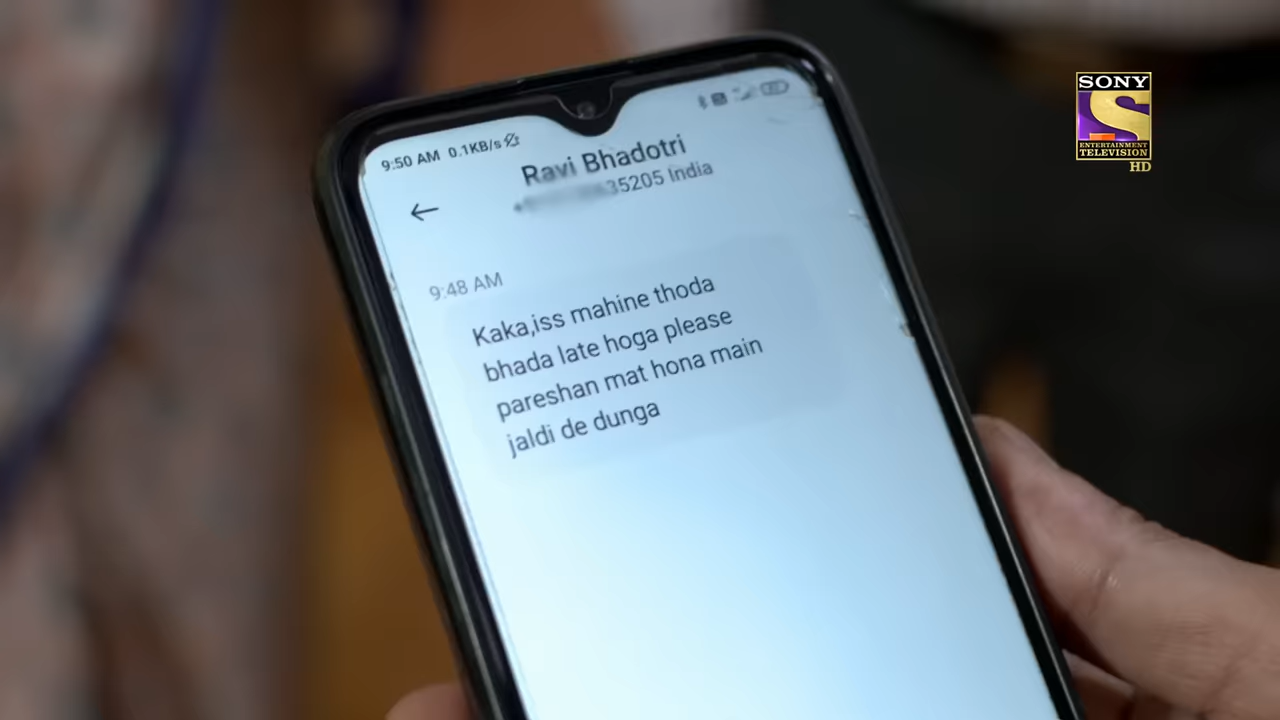 SONY
ENTERTAINMENT
TELEVISION
HD
9:50 AM 0.1KB/s
Ravi Bhadotri
35205 India
9:48 AM
Kaka,iss mahine thoda
bhada late hoga please
pareshan mat hona main
jaldi de dunga